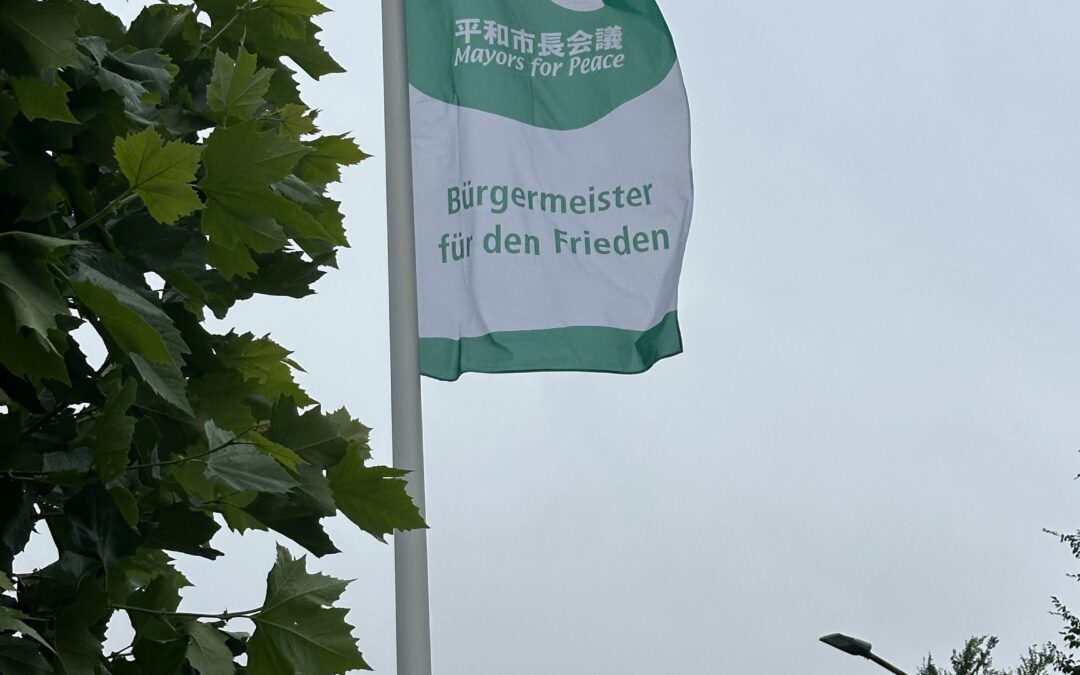 平和市長会議
Mayors for Peace
Bürgermeister
für den Frieden